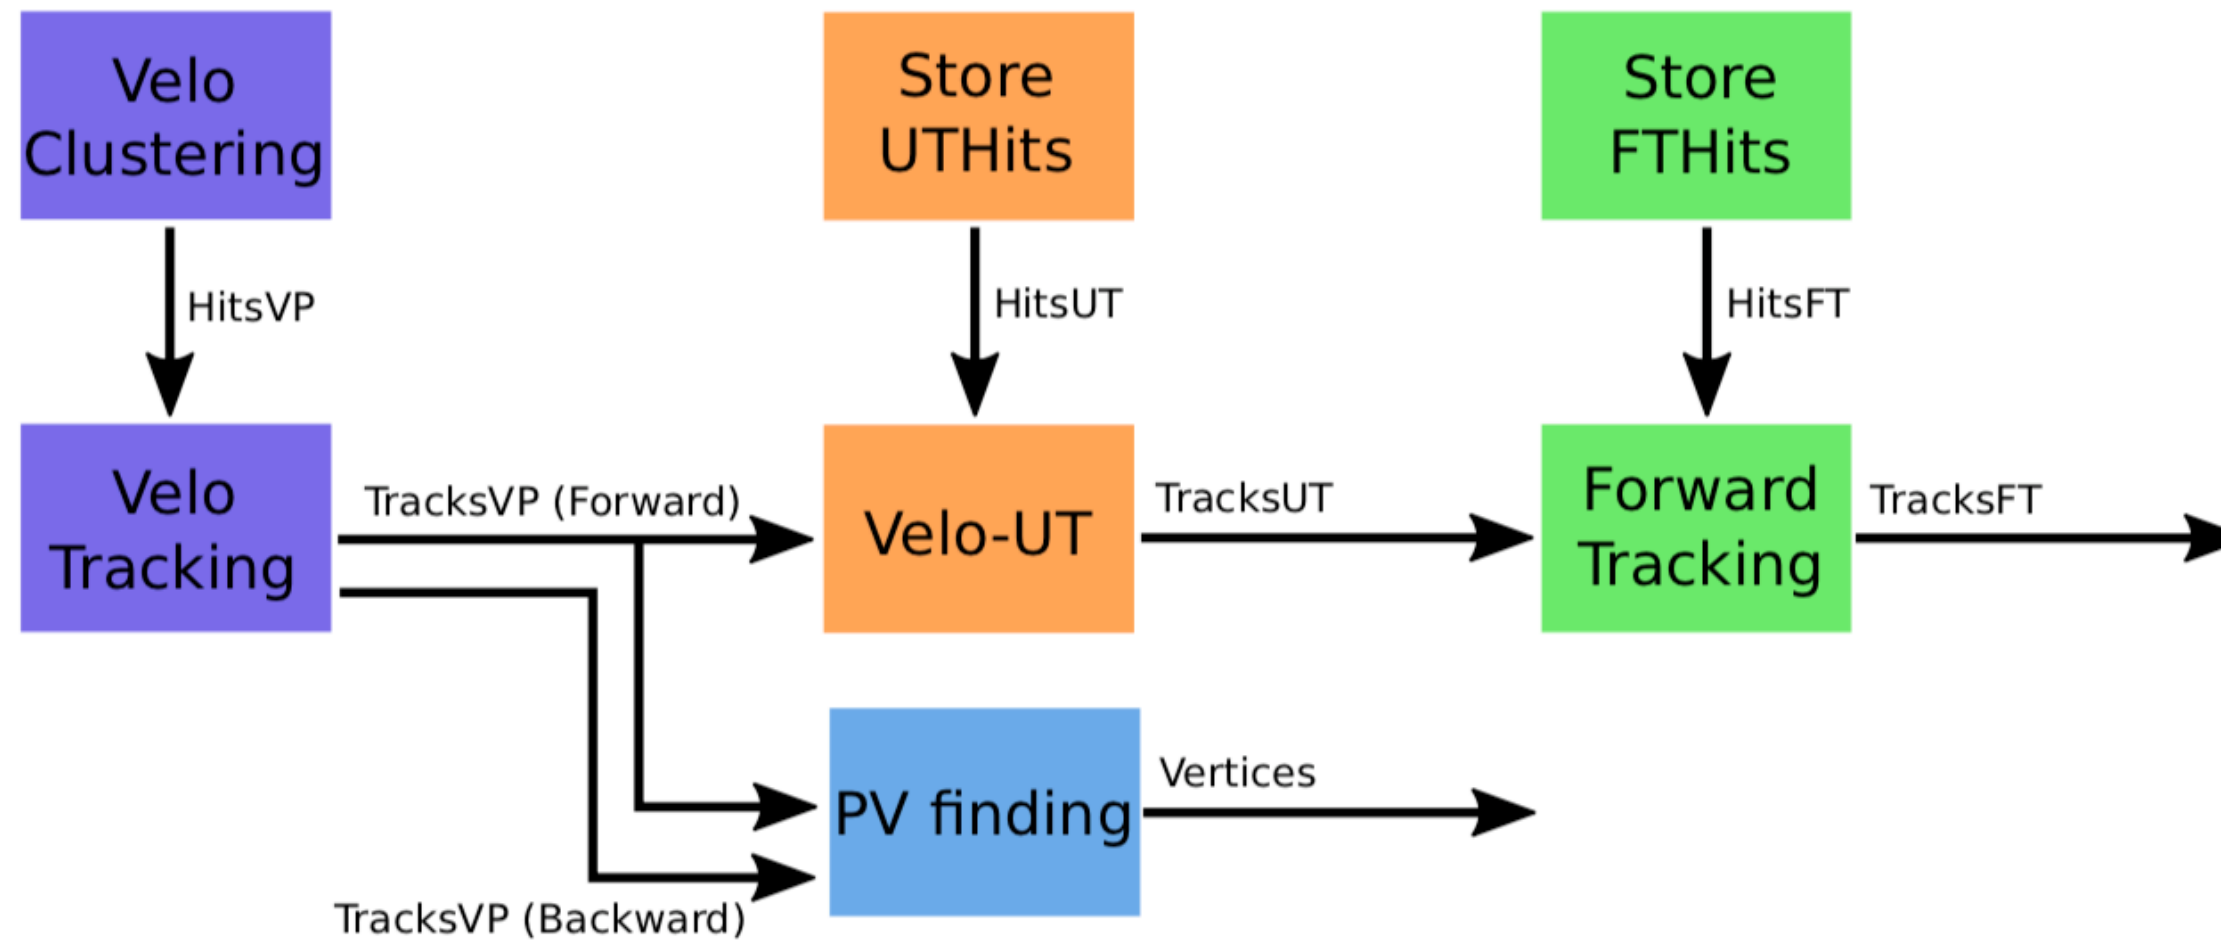 Velo
Clustering
Store
UTHits
Store
FTHits
HitsVP
HitsUT
HitsFT
Velo
Tracking
TracksVP (Forward)
Velo-UT
TracksUT
Forward
Tracking
TracksFT
PV finding
Vertices
TracksVP (Backward)